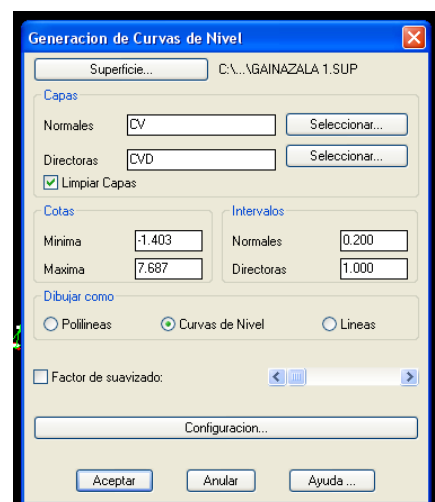 Generacion de Curvas de Nivel
Superficie... C:\...\GAINAZALA 1.SUP
Capas
Normales CV Seleccionar...
Directoras CVD Seleccionar...
Limpiar Capas
Cotas
Minima -1.403
Maxima 7.687
Intervalos
Normales 0.200
Directoras 1.000
Dibujar como
Polilineas Curvas de Nivel Lineas
Factor de suavizado:
Configuracion...
Aceptar Anular Ayuda ...